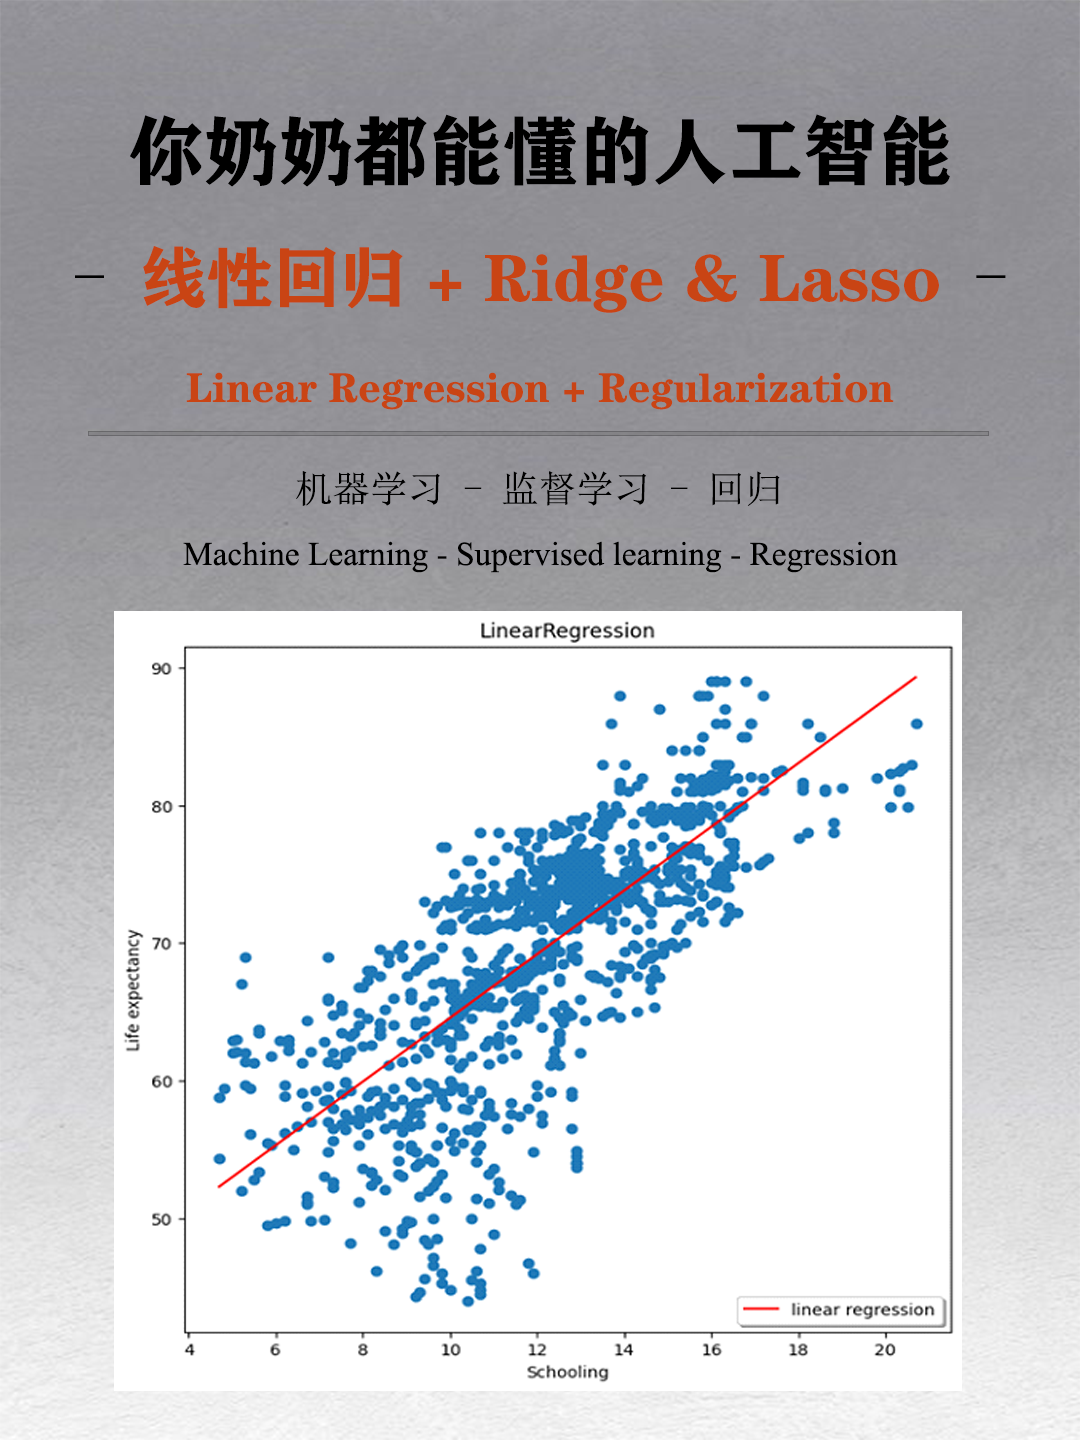 你奶奶都能懂的人工智能
— 线性回归 + Ridge & Lasso —
Linear Regression + Regularization
机器学习 - 监督学习 - 回归
Machine Learning - Supervised learning - Regression
LinearRegression
90
80
70
60
50
Life expectancy
linear regression
4 6 8 10 12 14 16 18 20
Schooling